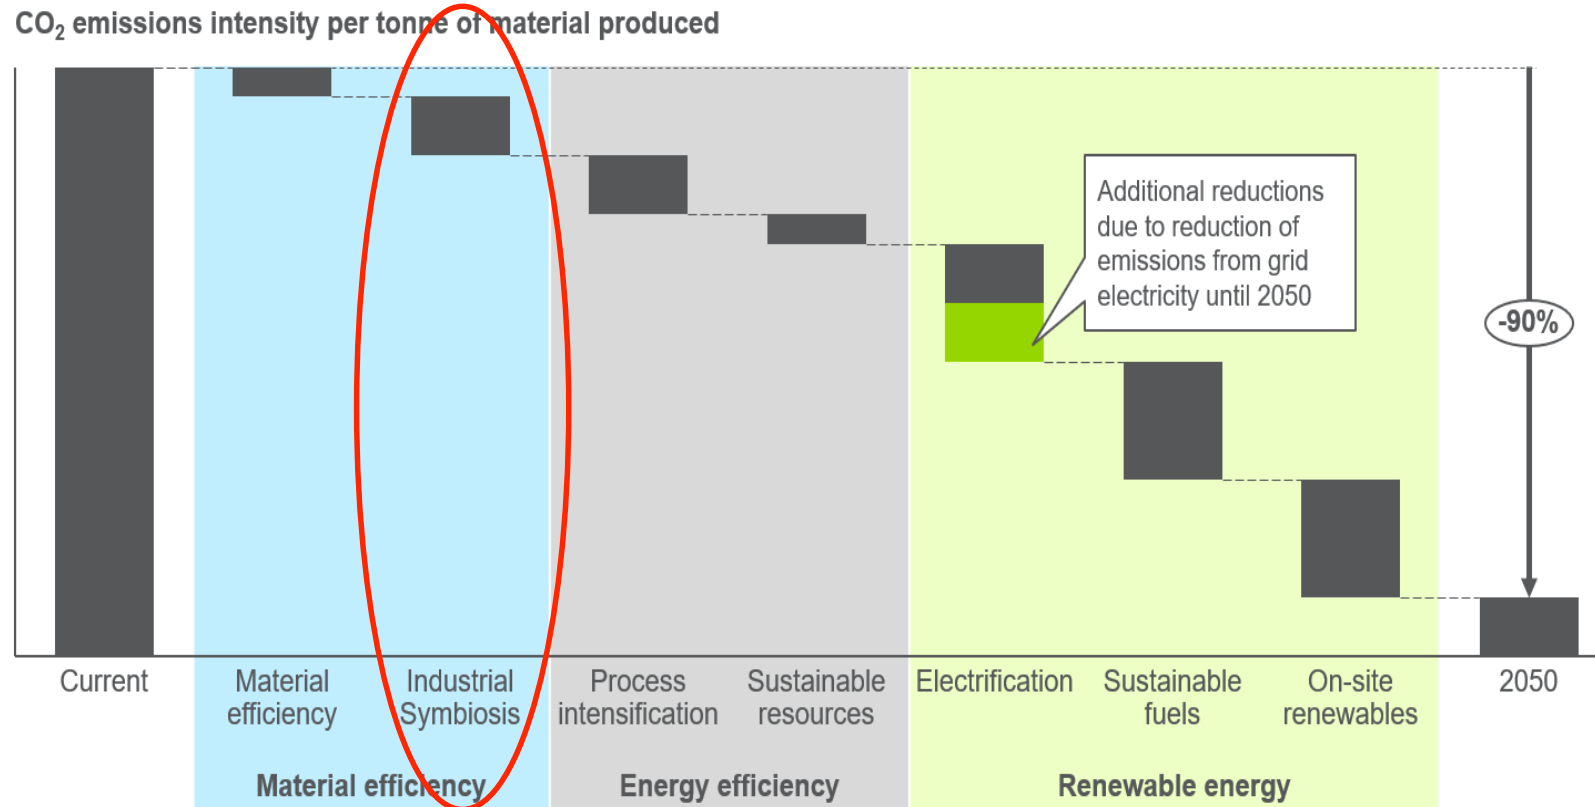 CO₂ emissions intensity per tonne of material produced
Additional reductions
due to reduction of
emissions from grid
electricity until 2050
-90%
Current
Material
efficiency
Industrial
Symbiosis
Process
intensification
Sustainable
resources
Electrification
Sustainable
fuels
On-site
renewables
2050
Material efficiency
Energy efficiency
Renewable energy